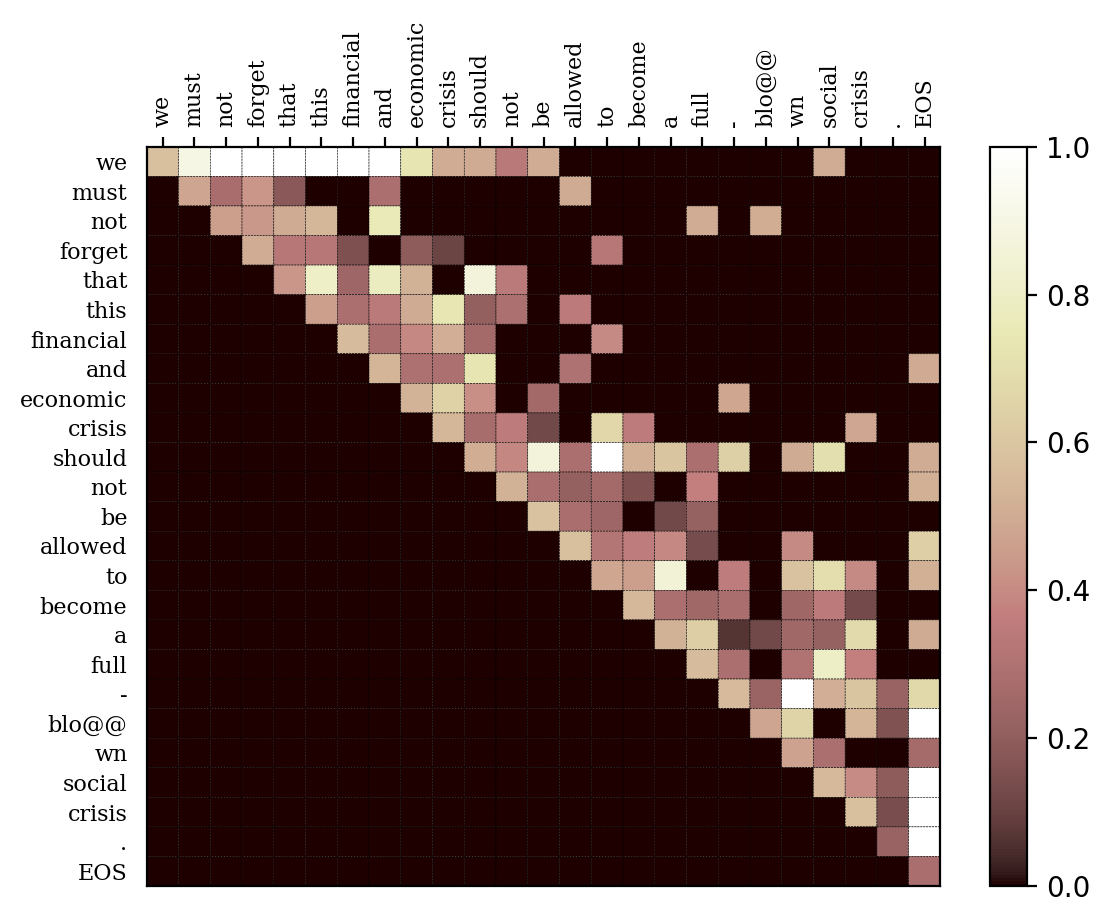 we must not forget that this financial and economic crisis should not be allowed to become a full - blo@@ wn social crisis . EOS
we
must
not
forget
that
this
financial
and
economic
crisis
should
not
be
allowed
to
become
a
full
-
blo@@
wn
social
crisis
.
EOS
1.0
0.8
0.6
0.4
0.2
0.0